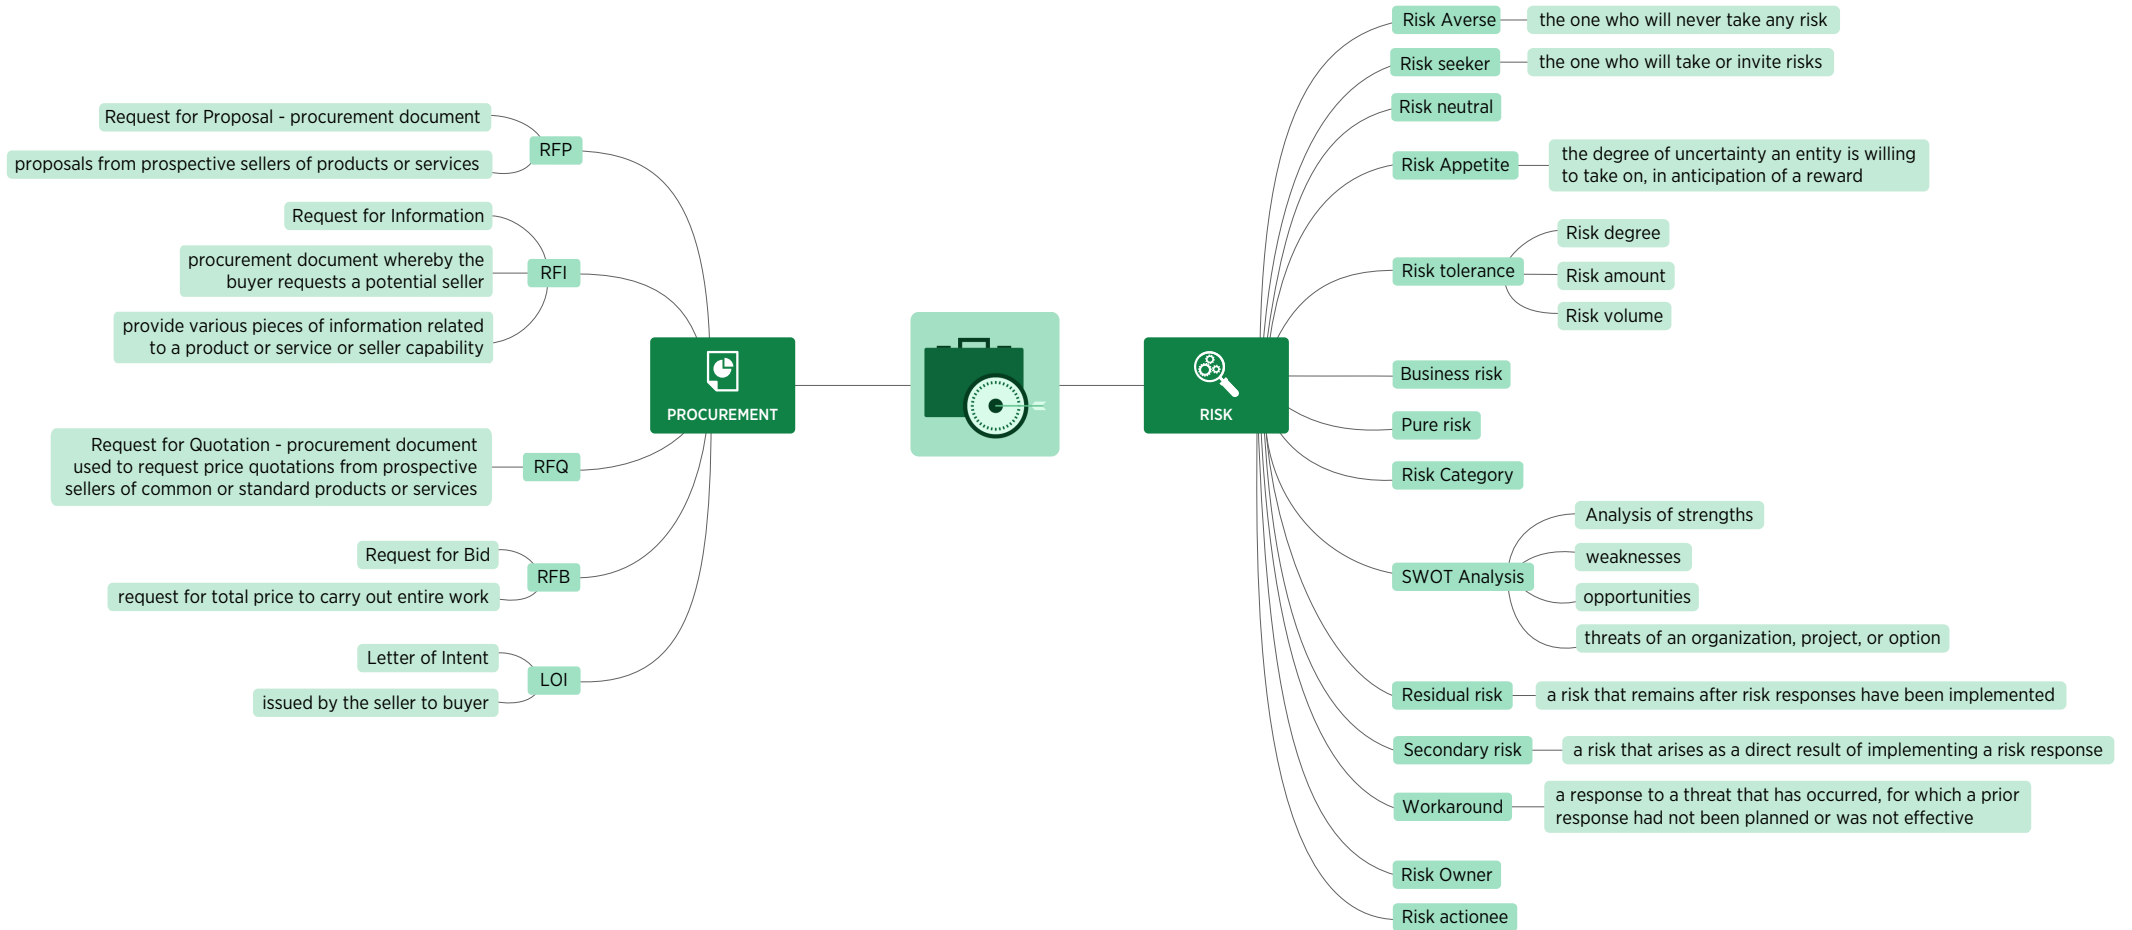 Request for Proposal - procurement document
RFP
proposals from prospective sellers of products or services
Request for Information
procurement document whereby the
buyer requests a potential seller
RFI
provide various pieces of information related
to a product or service or seller capability
PROCUREMENT
Request for Quotation - procurement document
used to request price quotations from prospective
sellers of common or standard products or services
RFQ
Request for Bid
RFB
request for total price to carry out entire work
Letter of Intent
LOI
issued by the seller to buyer
RISK
Risk Averse
the one who will never take any risk
Risk seeker
the one who will take or invite risks
Risk neutral
Risk Appetite
the degree of uncertainty an entity is willing
to take on, in anticipation of a reward
Risk tolerance
Risk degree
Risk amount
Risk volume
Business risk
Pure risk
Risk Category
SWOT Analysis
Analysis of strengths
weaknesses
opportunities
threats of an organization, project, or option
Residual risk
a risk that remains after risk responses have been implemented
Secondary risk
a risk that arises as a direct result of implementing a risk response
Workaround
a response to a threat that has occurred, for which a prior
response had not been planned or was not effective
Risk Owner
Risk actionee